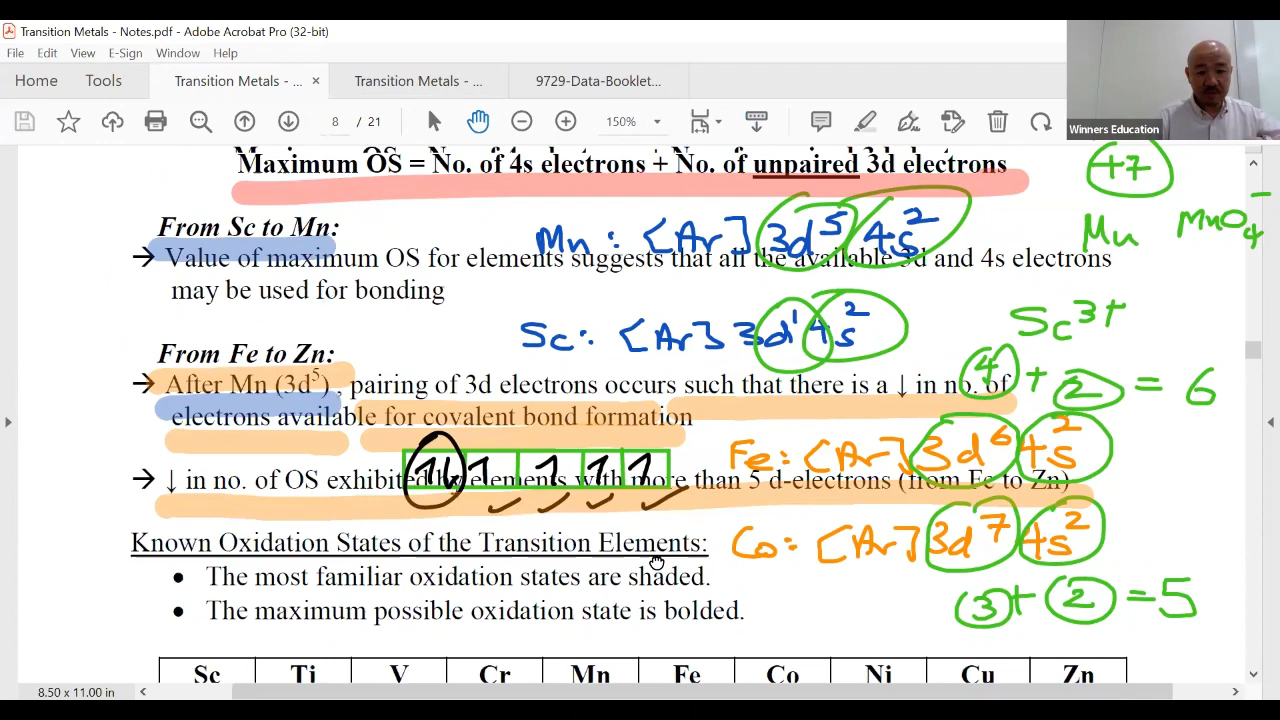 Transition Metals - Notes.pdf - Adobe Acrobat Pro (32-bit)
File Edit View E-Sign Window Help
Home Tools Transition Metals - ... × Transition Metals - ... 9729-Data-Booklet...
8 / 21 150%
Winners Education
Maximum OS = No. of 4s electrons + No. of unpaired 3d electrons
+7
From Sc to Mn:
Mn : [Ar] 3d⁵ 4s²
Mn MnO₄⁻
→ Value of maximum OS for elements suggests that all the available 3d and 4s electrons
may be used for bonding
Sc: [Ar] 3d¹ 4s²
Sc³⁺
From Fe to Zn:
4 + 2 = 6
→ After Mn (3d⁵) , pairing of 3d electrons occurs such that there is a ↓ in no. of
electrons available for covalent bond formation
Fe: [Ar] 3d⁶ 4s²
1L 1 1 1 1
→ ↓ in no. of OS exhibited by elements with more than 5 d-electrons (from Fe to Zn)
Known Oxidation States of the Transition Elements:
Co: [Ar] 3d⁷ 4s²
• The most familiar oxidation states are shaded.
• The maximum possible oxidation state is bolded.
(3) + (2) = 5
Sc Ti V Cr Mn Fe Co Ni Cu Zn
8.50 x 11.00 in